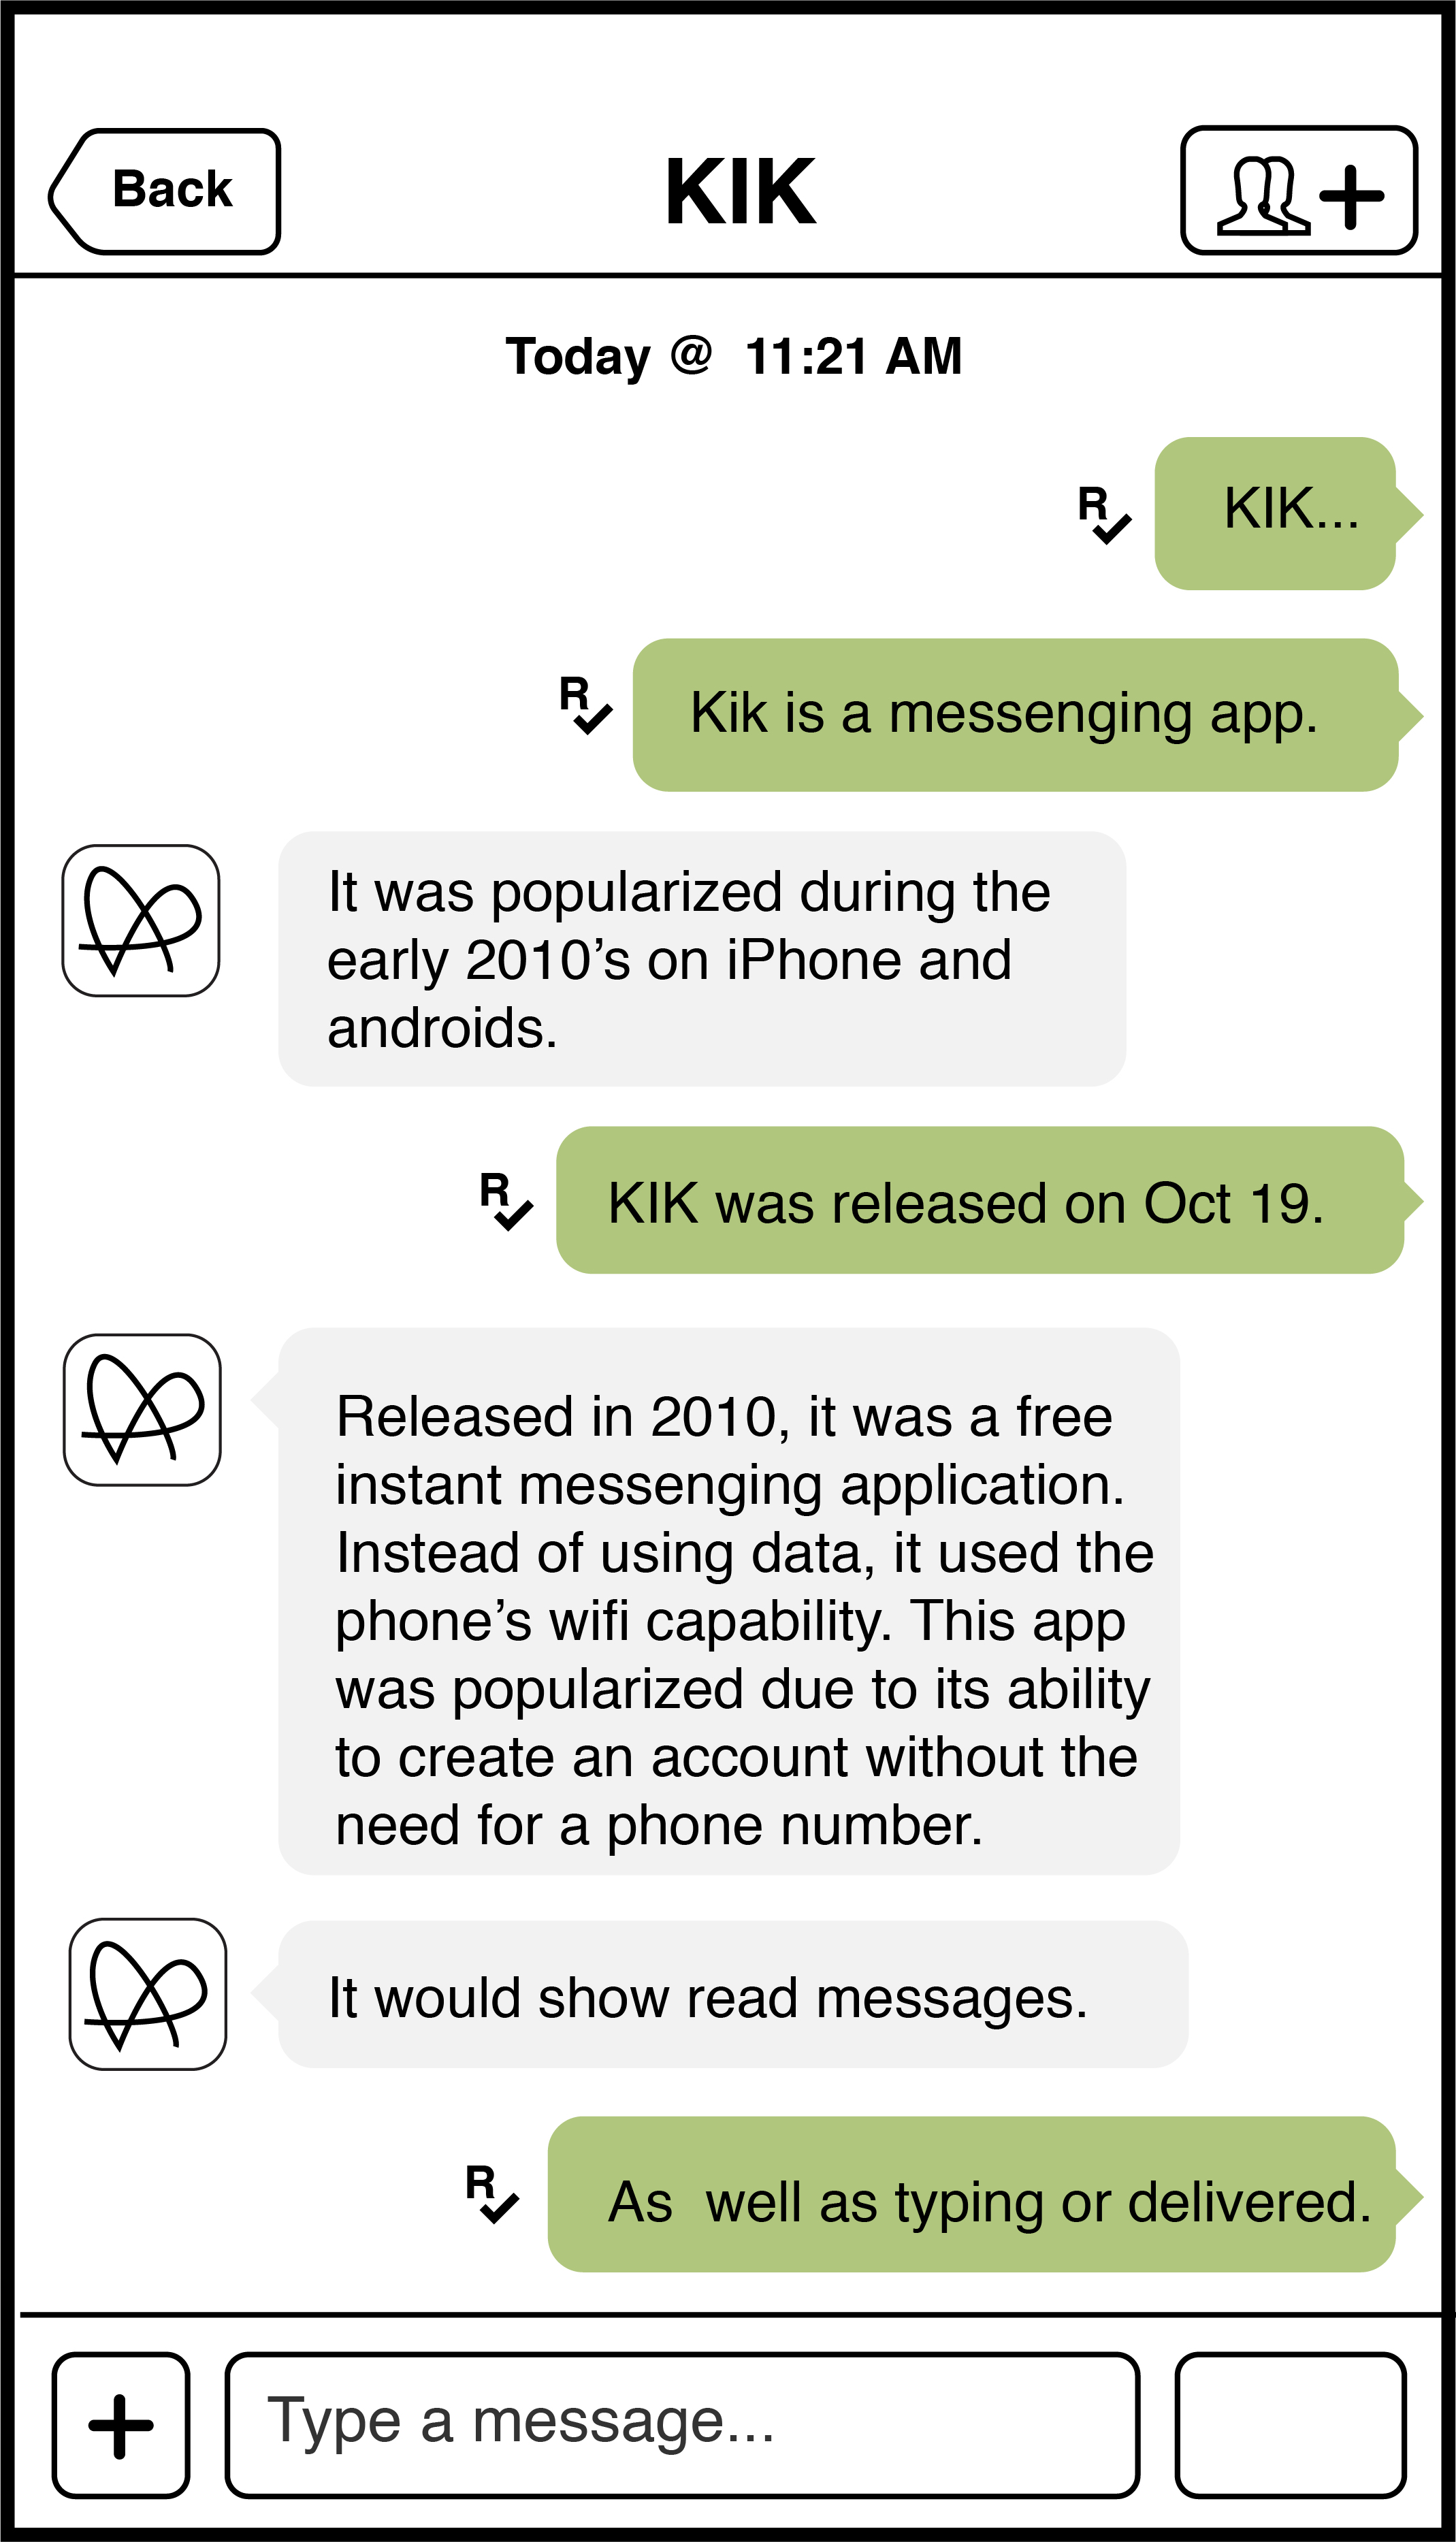 Back
KIK
Today @  11:21 AM
R
KIK...
R
Kik is a messenging app.
It was popularized during the
early 2010’s on iPhone and
androids.
R
KIK was released on Oct 19.
Released in 2010, it was a free
instant messenging application.
Instead of using data, it used the
phone’s wifi capability. This app
was popularized due to its ability
to create an account without the
need for a phone number.
It would show read messages.
R
As  well as typing or delivered.
Type a message...